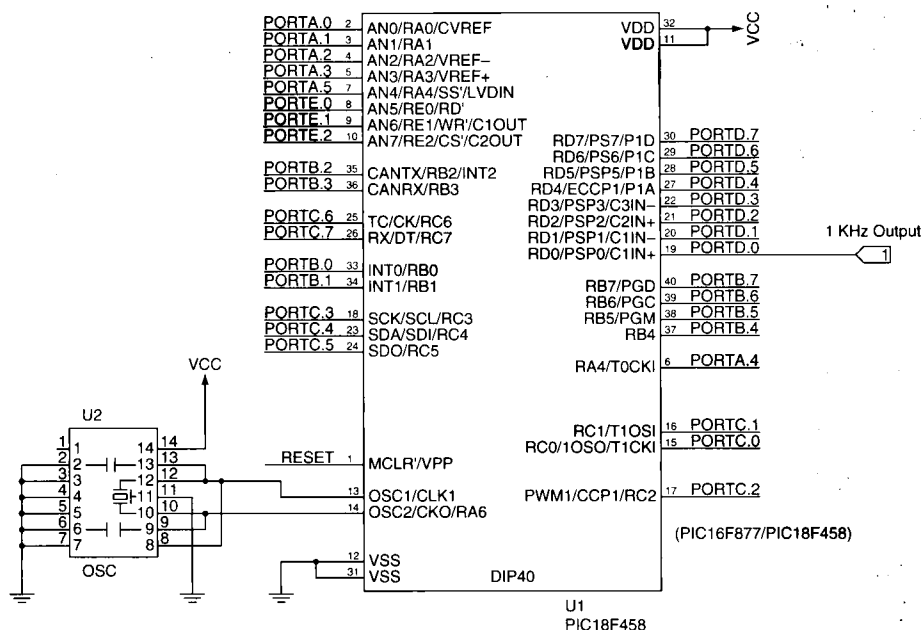 PORTA.0 2 AN0/RA0/CVREF
PORTA.1 3 AN1/RA1
PORTA.2 4 AN2/RA2/VREF-
PORTA.3 5 AN3/RA3/VREF+
PORTA.5 7 AN4/RA4/SS'/LVDIN
PORTE.0 8 AN5/RE0/RD'
PORTE.1 9 AN6/RE1/WR'/C1OUT
PORTE.2 10 AN7/RE2/CS'/C2OUT
PORTB.2 35 CANTX/RB2/INT2
PORTB.3 36 CANRX/RB3
PORTC.6 25 TC/CK/RC6
PORTC.7 26 RX/DT/RC7
PORTB.0 33 INT0/RB0
PORTB.1 34 INT1/RB1
PORTC.3 18 SCK/SCL/RC3
PORTC.4 23 SDA/SDI/RC4
PORTC.5 24 SDO/RC5
RESET 1 MCLR'/VPP
13 OSC1/CLK1
14 OSC2/CKO/RA6
12 VSS
31 VSS
DIP40
VDD 32 VCC
VDD 11
RD7/PS7/P1D 30 PORTD.7
RD6/PS6/P1C 29 PORTD.6
RD5/PSP5/P1B 28 PORTD.5
RD4/ECCP1/P1A 27 PORTD.4
RD3/PSP3/C3IN- 22 PORTD.3
RD2/PSP2/C2IN+ 21 PORTD.2
RD1/PSP1/C1IN- 20 PORTD.1
RD0/PSP0/C1IN+ 19 PORTD.0
1 KHz Output
1
RB7/PGD 40 PORTB.7
RB6/PGC 39 PORTB.6
RB5/PGM 38 PORTB.5
RB4 37 PORTB.4
RA4/T0CKI 6 PORTA.4
RC1/T1OSI 16 PORTC.1
RC0/1OSO/T1CKI 15 PORTC.0
PWM1/CCP1/RC2 17 PORTC.2
(PIC16F877/PIC18F458)
U1
PIC18F458
VCC
U2
1 1 14 14
2 2 13 13
3 3 12 12
4 4 11 11
5 5 10 10
6 6 9 9
7 7 8 8
OSC